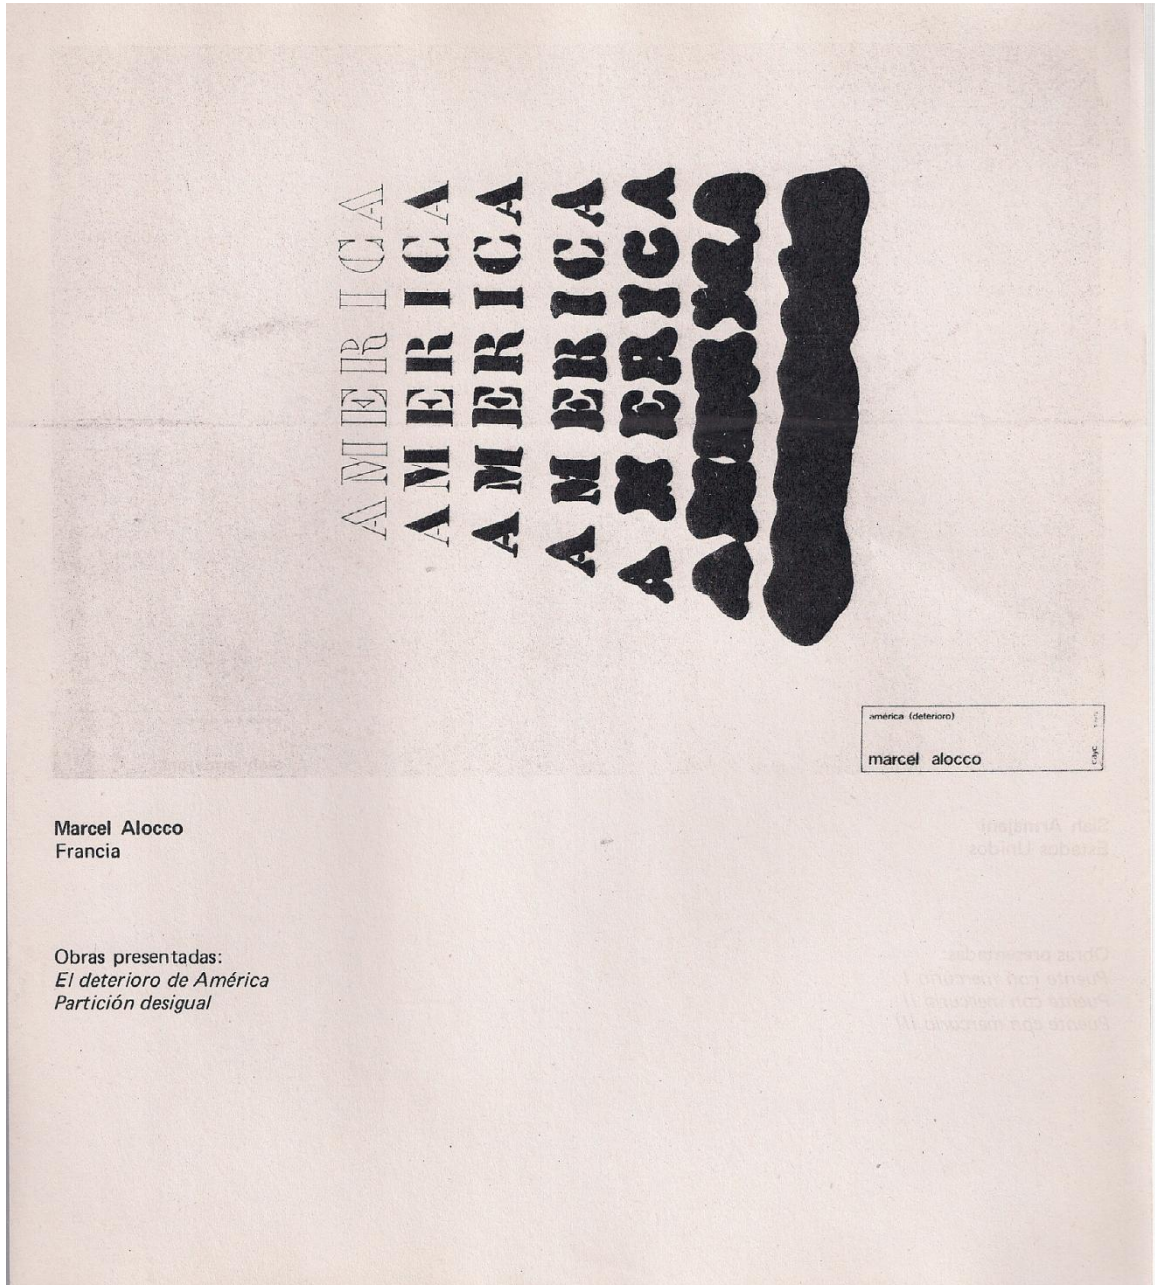 AMERICA
AMERICA
AMERICA
AMERICA
AMERICA
américa (deterioro)
marcel alocco
CAyC
Marcel Alocco
Francia
Obras presentadas:
El deterioro de América
Partición desigual